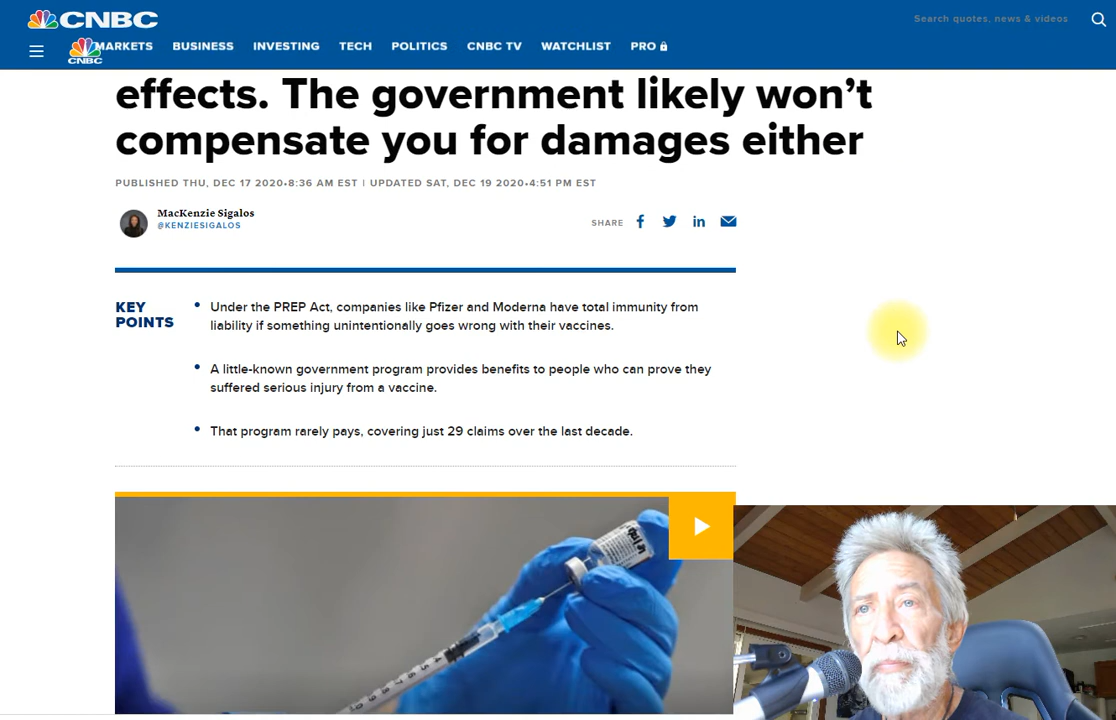 CNBC
Search quotes, news & videos
CNBC
MARKETS BUSINESS INVESTING TECH POLITICS CNBC TV WATCHLIST PRO
effects. The government likely won’t
compensate you for damages either
PUBLISHED THU, DEC 17 2020•8:36 AM EST | UPDATED SAT, DEC 19 2020•4:51 PM EST
MacKenzie Sigalos
@KENZIESIGALOS
SHARE
KEY
POINTS
• Under the PREP Act, companies like Pfizer and Moderna have total immunity from
liability if something unintentionally goes wrong with their vaccines.
• A little-known government program provides benefits to people who can prove they
suffered serious injury from a vaccine.
• That program rarely pays, covering just 29 claims over the last decade.